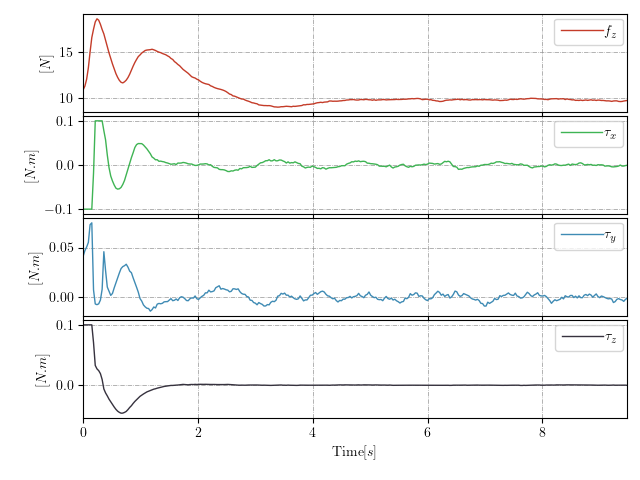 [N]
15
10
f_z
[N.m]
0.1
0.0
−0.1
τ_x
[N.m]
0.05
0.00
τ_y
[N.m]
0.1
0.0
τ_z
0 2 4 6 8
Time[s]